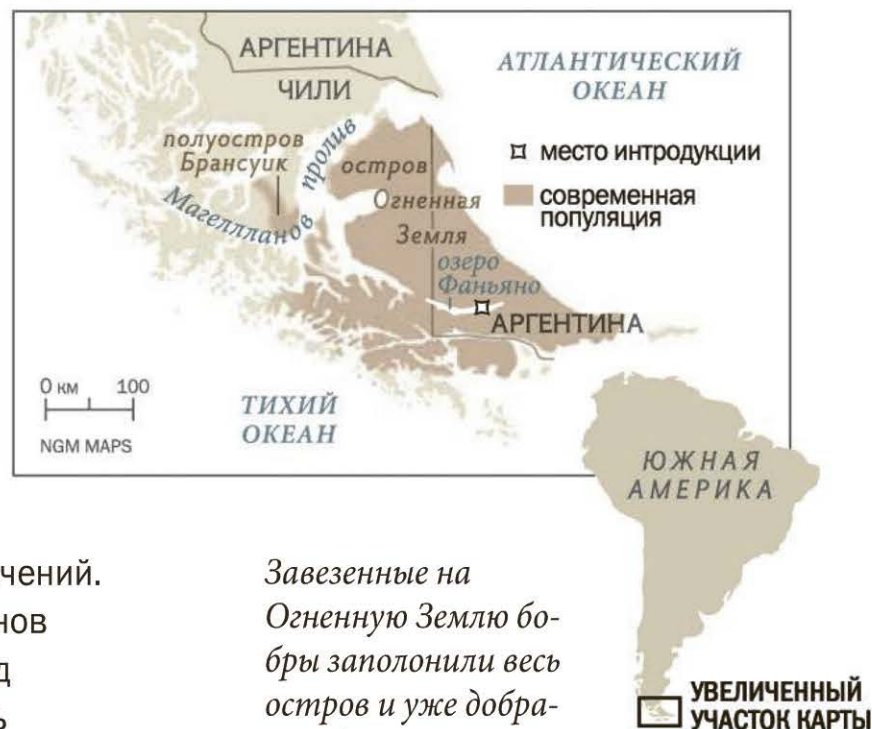 АРГЕНТИНА
ЧИЛИ
АТЛАНТИЧЕСКИЙ
ОКЕАН
полуостров
Брансуик
пролив
Магеллланов
остров
Огненная
Земля
озеро
Фаньяно
АРГЕНТИНА
место интродукции
современная
популяция
0 км 100
NGM MAPS
ТИХИЙ
ОКЕАН
ЮЖНАЯ
АМЕРИКА
УВЕЛИЧЕННЫЙ
УЧАСТОК КАРТЫ
чений.
нов
д
ь
Завезенные на
Огненную Землю бо-
бры заполонили весь
остров и уже добра-